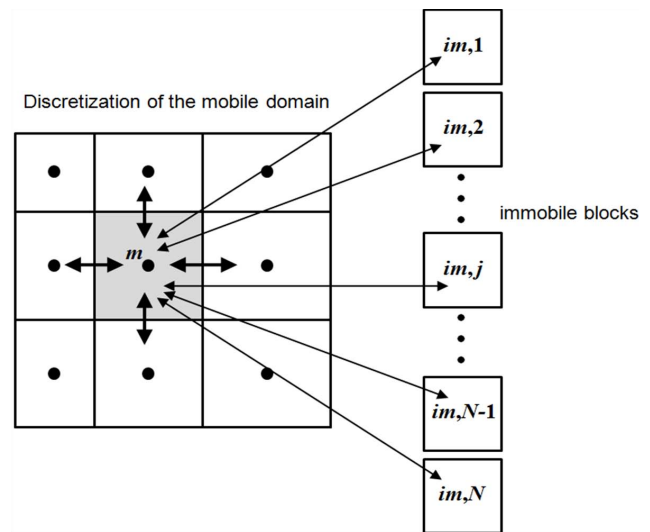 im,1
Discretization of the mobile domain
im,2
immobile blocks
m
im,j
im,N-1
im,N